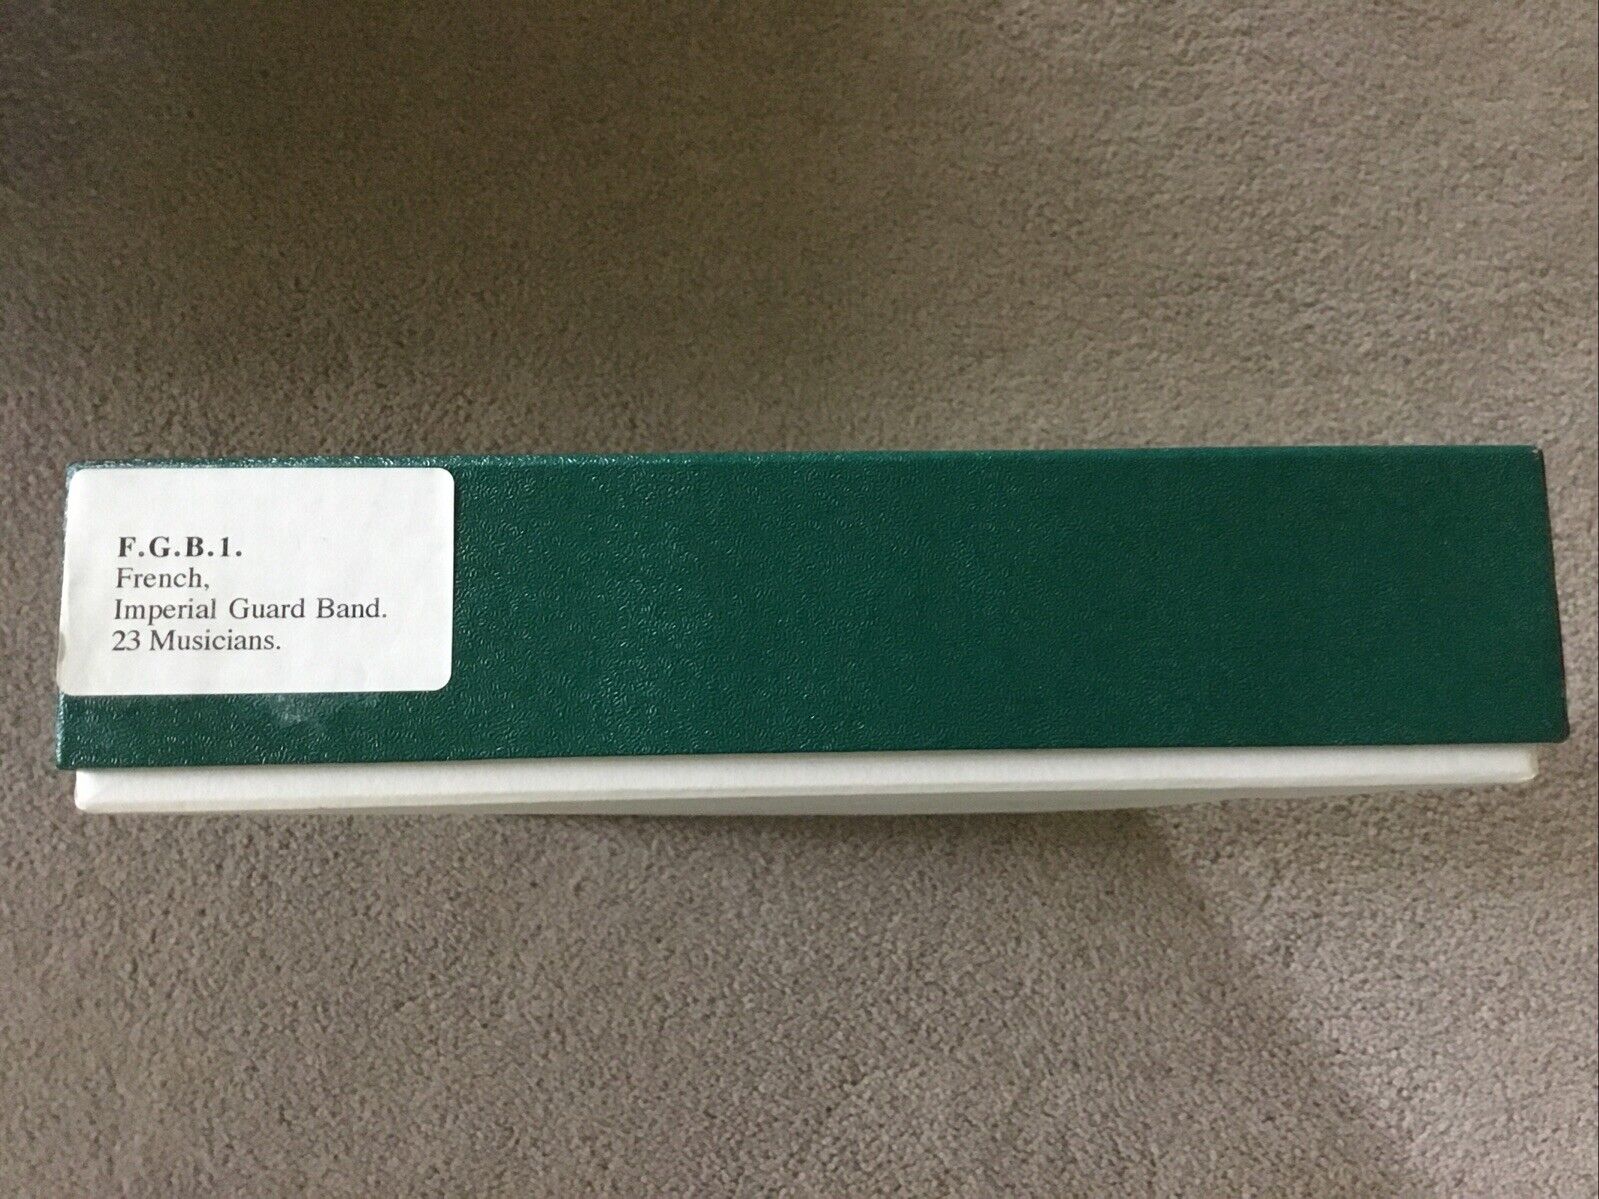 F.G.B.1.
French,
Imperial Guard Band.
23 Musicians.